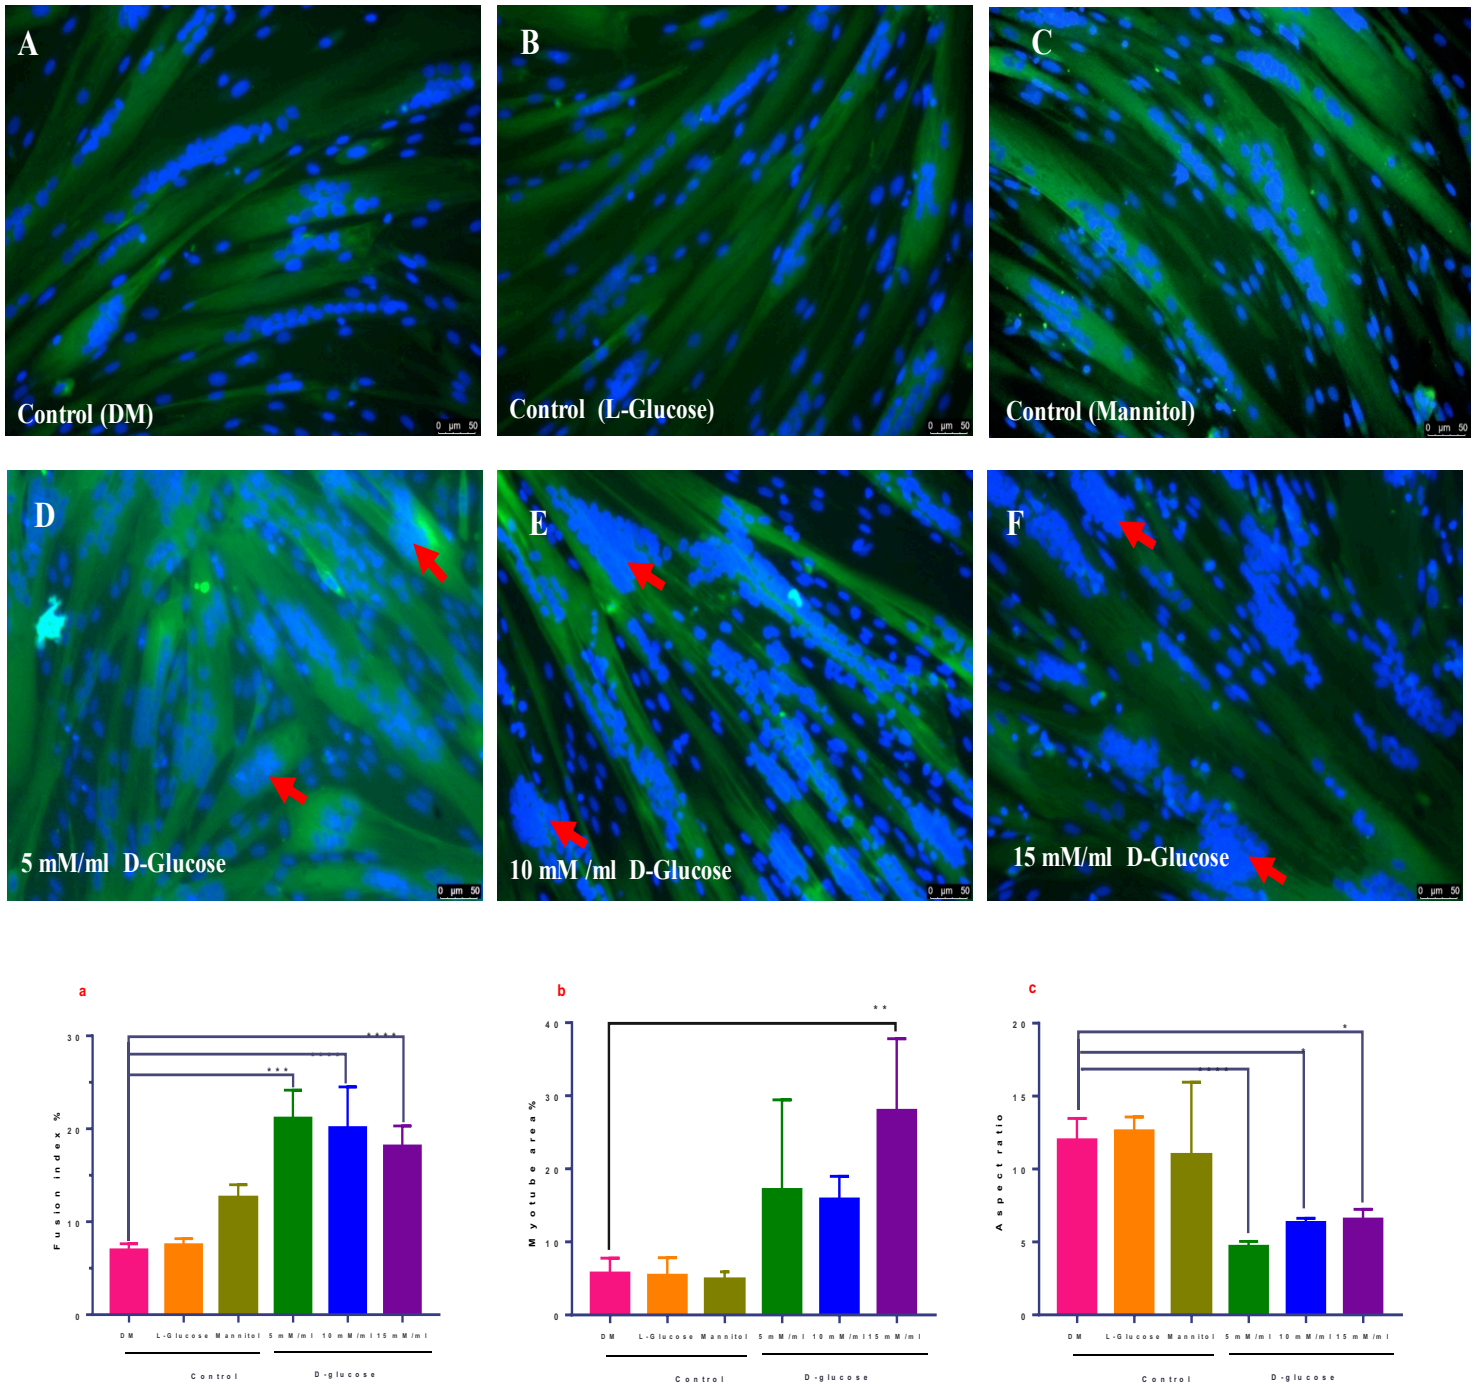 A
B
C
Control (DM)
0 µm 50
Control (L-Glucose)
0 µm 50
Control (Mannitol)
0 µm 50
D
E
F
5 mM/ml D-Glucose
0 µm 50
10 mM /ml D-Glucose
0 µm 50
15 mM/ml D-Glucose
0 µm 50
a
Fusion index %
30
20
10
0
***
****
****
DM
L-Glucose
Mannitol
5 mM/ml
10 mM/ml
15 mM/ml
Control
D-glucose
b
Myotube area%
40
30
20
10
0
**
DM
L-Glucose
Mannitol
5 mM/ml
10 mM/ml
15 mM/ml
Control
D-glucose
c
Aspect ratio
20
15
10
5
0
****
*
*
DM
L-Glucose
Mannitol
5 mM/ml
10 mM/ml
15 mM/ml
Control
D-glucose